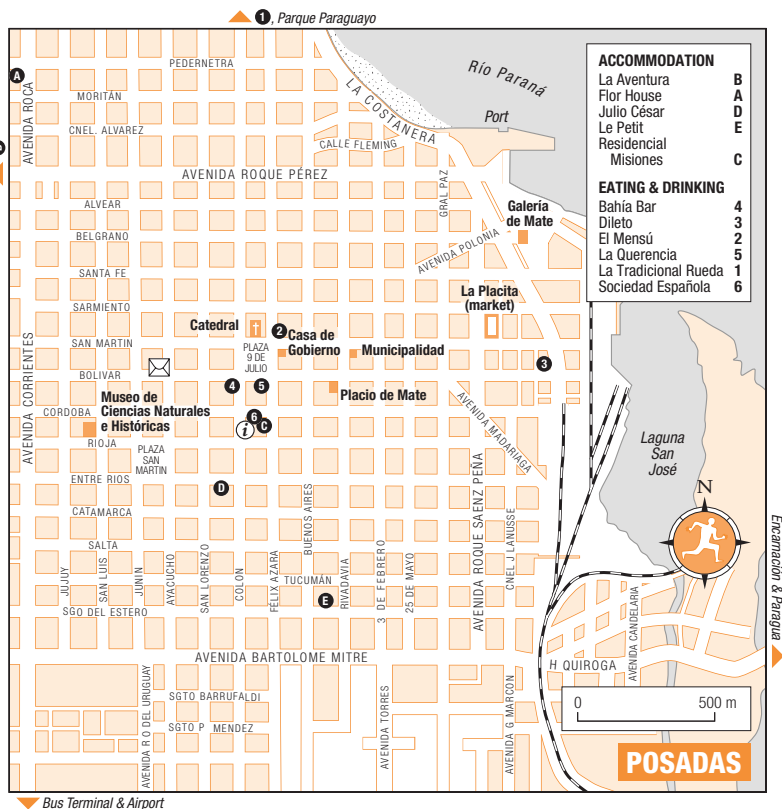 1, Parque Paraguayo
ACCOMMODATION
La Aventura B
Flor House A
Julio César D
Le Petit E
Residencial
Misiones C
EATING & DRINKING
Bahía Bar 4
Dileto 3
El Mensú 2
La Querencia 5
La Tradicional Rueda 1
Sociedad Española 6
PEDERNETRA
A
AVENIDA ROCA
MORITÁN
CNEL. ALVAREZ
LA COSTANERA
Río Paraná
Port
CALLE FLEMING
AVENIDA ROQUE PÉREZ
GRAL PAZ
ALVEAR
Galería
de Mate
BELGRANO
AVENIDA POLONIA
SANTA FE
SARMIENTO
La Placita
(market)
Catedral
2
Casa de
Gobierno
SAN MARTIN
PLAZA
9 DE
JULIO
Municipalidad
3
BOLIVAR
4
5
Placio de Mate
AVENIDA CORRIENTES
Museo de
Ciencias Naturales
e Históricas
CORDOBA
6
i
C
AVENIDA MADARIAGA
RIOJA
PLAZA
SAN
MARTIN
Laguna
San
José
ENTRE RIOS
D
CATAMARCA
BUENOS AIRES
AVENIDA ROQUE SAENZ PEÑA
CNEL J LANUSSE
N
SALTA
JUJUY
SAN LUIS
JUNIN
AYACUCHO
SAN LORENZO
COLON
FÉLIX AZARA
TUCUMÁN
RIVADAVIA
3 DE FEBRERO
25 DE MAYO
E
SGO DEL ESTERO
AVENIDA CANDELARIA
Encarnación & Paragua
AVENIDA BARTOLOME MITRE
H QUIROGA
AVENIDA R O DEL URUGUAY
SGTO BARRUFALDI
SGTO P MENDEZ
AVENIDA TORRES
AVENIDA G MARCON
0 500 m
POSADAS
Bus Terminal & Airport